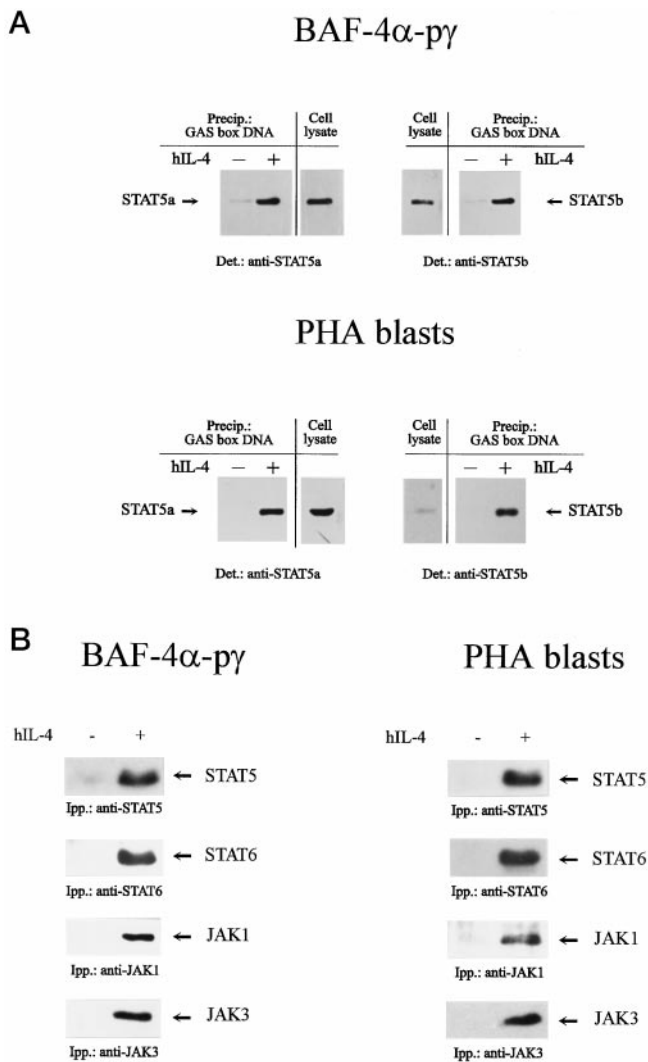 A
BAF-4α-pγ
Precip.: GAS box DNA
Cell lysate
hIL-4 – +
STAT5a →
Det.: anti-STAT5a
Cell lysate
Precip.: GAS box DNA
– + hIL-4
← STAT5b
Det.: anti-STAT5b
PHA blasts
Precip.: GAS box DNA
Cell lysate
hIL-4 – +
STAT5a →
Det.: anti-STAT5a
Cell lysate
Precip.: GAS box DNA
– + hIL-4
← STAT5b
Det.: anti-STAT5b
B
BAF-4α-pγ
hIL-4 - +
← STAT5
Ipp.: anti-STAT5
← STAT6
Ipp.: anti-STAT6
← JAK1
Ipp.: anti-JAK1
← JAK3
Ipp.: anti-JAK3
PHA blasts
hIL-4 - +
← STAT5
Ipp.: anti-STAT5
← STAT6
Ipp.: anti-STAT6
← JAK1
Ipp.: anti-JAK1
← JAK3
Ipp.: anti-JAK3